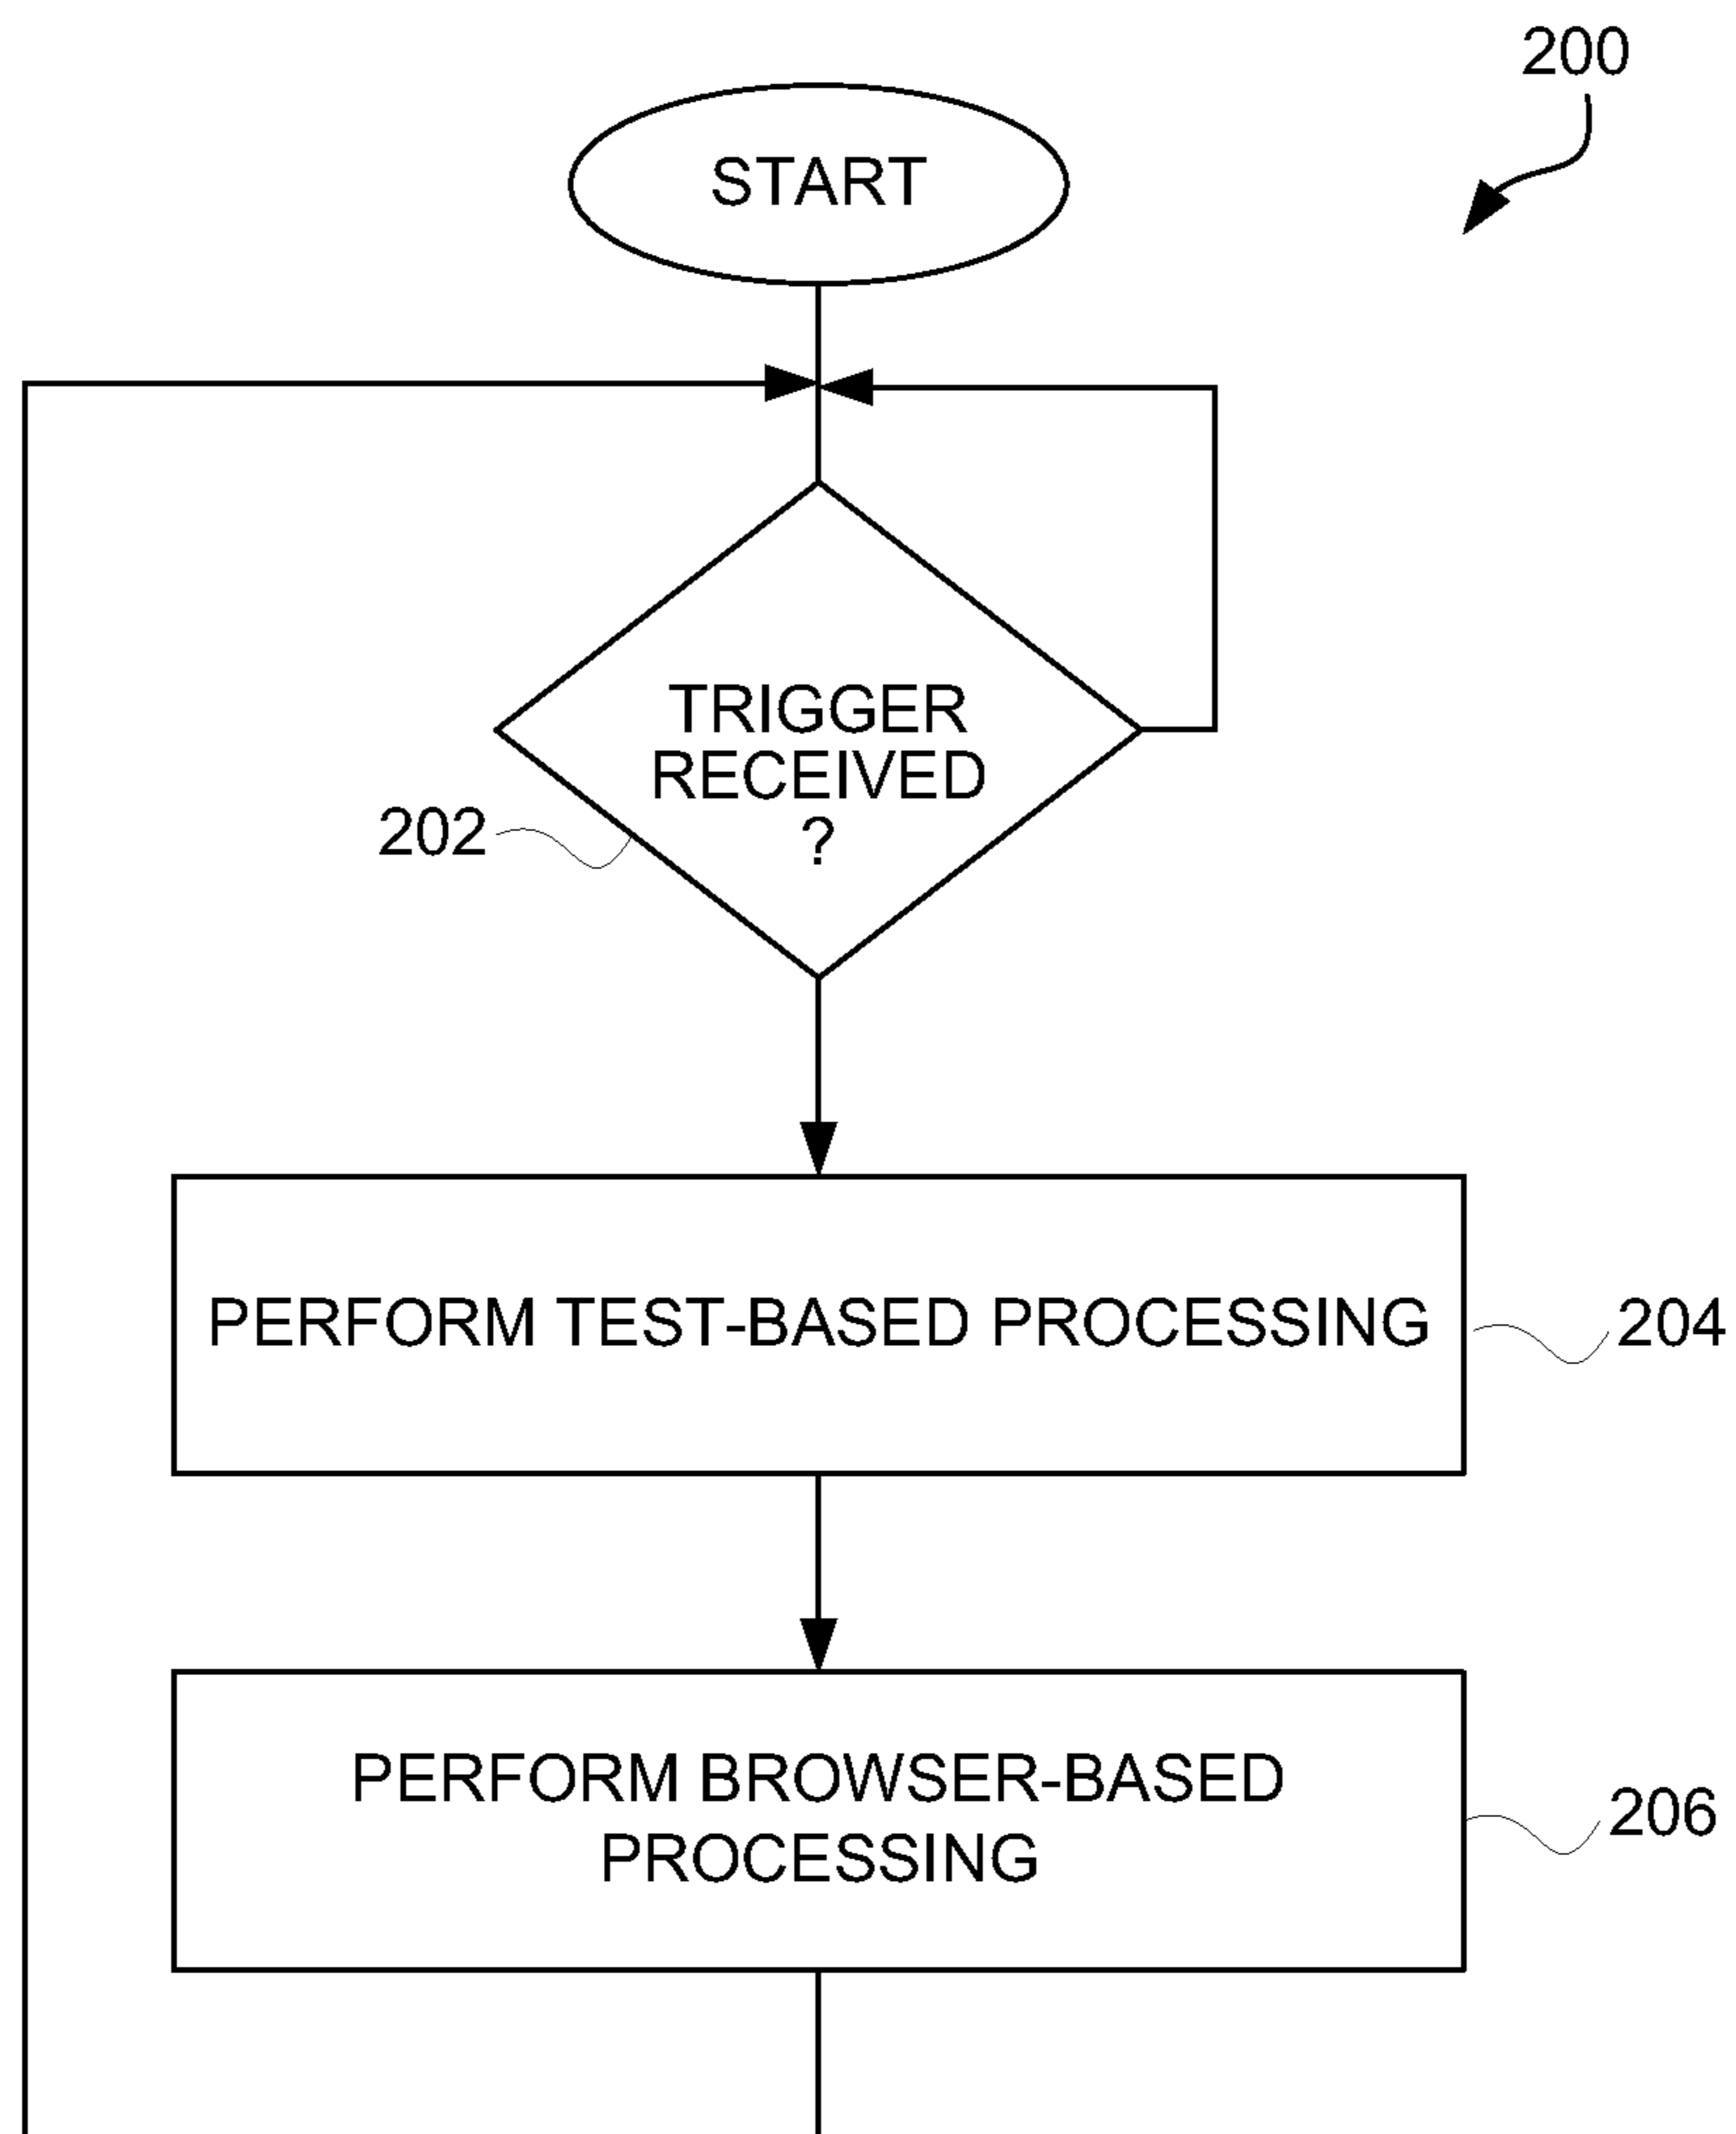 200
START
TRIGGER
RECEIVED
?
202
PERFORM TEST-BASED PROCESSING
204
PERFORM BROWSER-BASED
PROCESSING
206